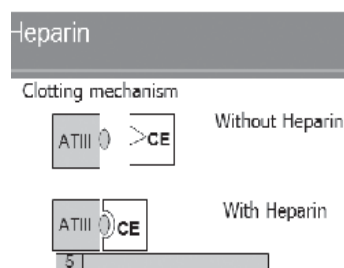 Heparin
Clotting mechanism
Without Heparin
ATIII
CE
With Heparin
ATIII
CE
5